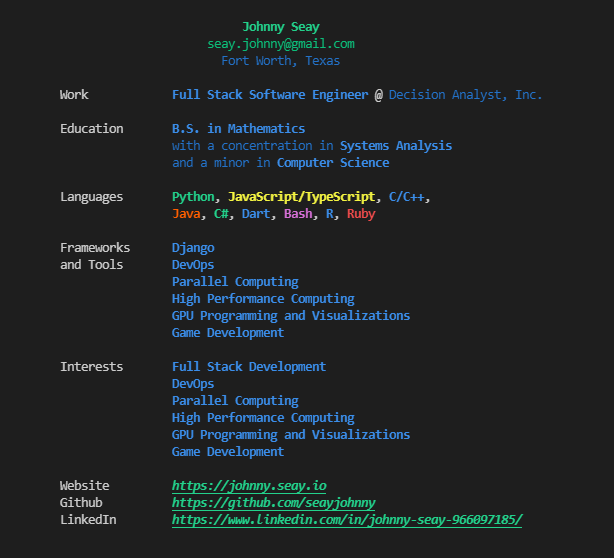 Johnny Seay
seay.johnny@gmail.com
Fort Worth, Texas
Work Full Stack Software Engineer @ Decision Analyst, Inc.
Education B.S. in Mathematics
with a concentration in Systems Analysis
and a minor in Computer Science
Languages Python, JavaScript/TypeScript, C/C++,
Java, C#, Dart, Bash, R, Ruby
Frameworks Django
and Tools DevOps
Parallel Computing
High Performance Computing
GPU Programming and Visualizations
Game Development
Interests Full Stack Development
DevOps
Parallel Computing
High Performance Computing
GPU Programming and Visualizations
Game Development
Website https://johnny.seay.io
Github https://github.com/seayjohnny
LinkedIn https://www.linkedin.com/in/johnny-seay-966097185/